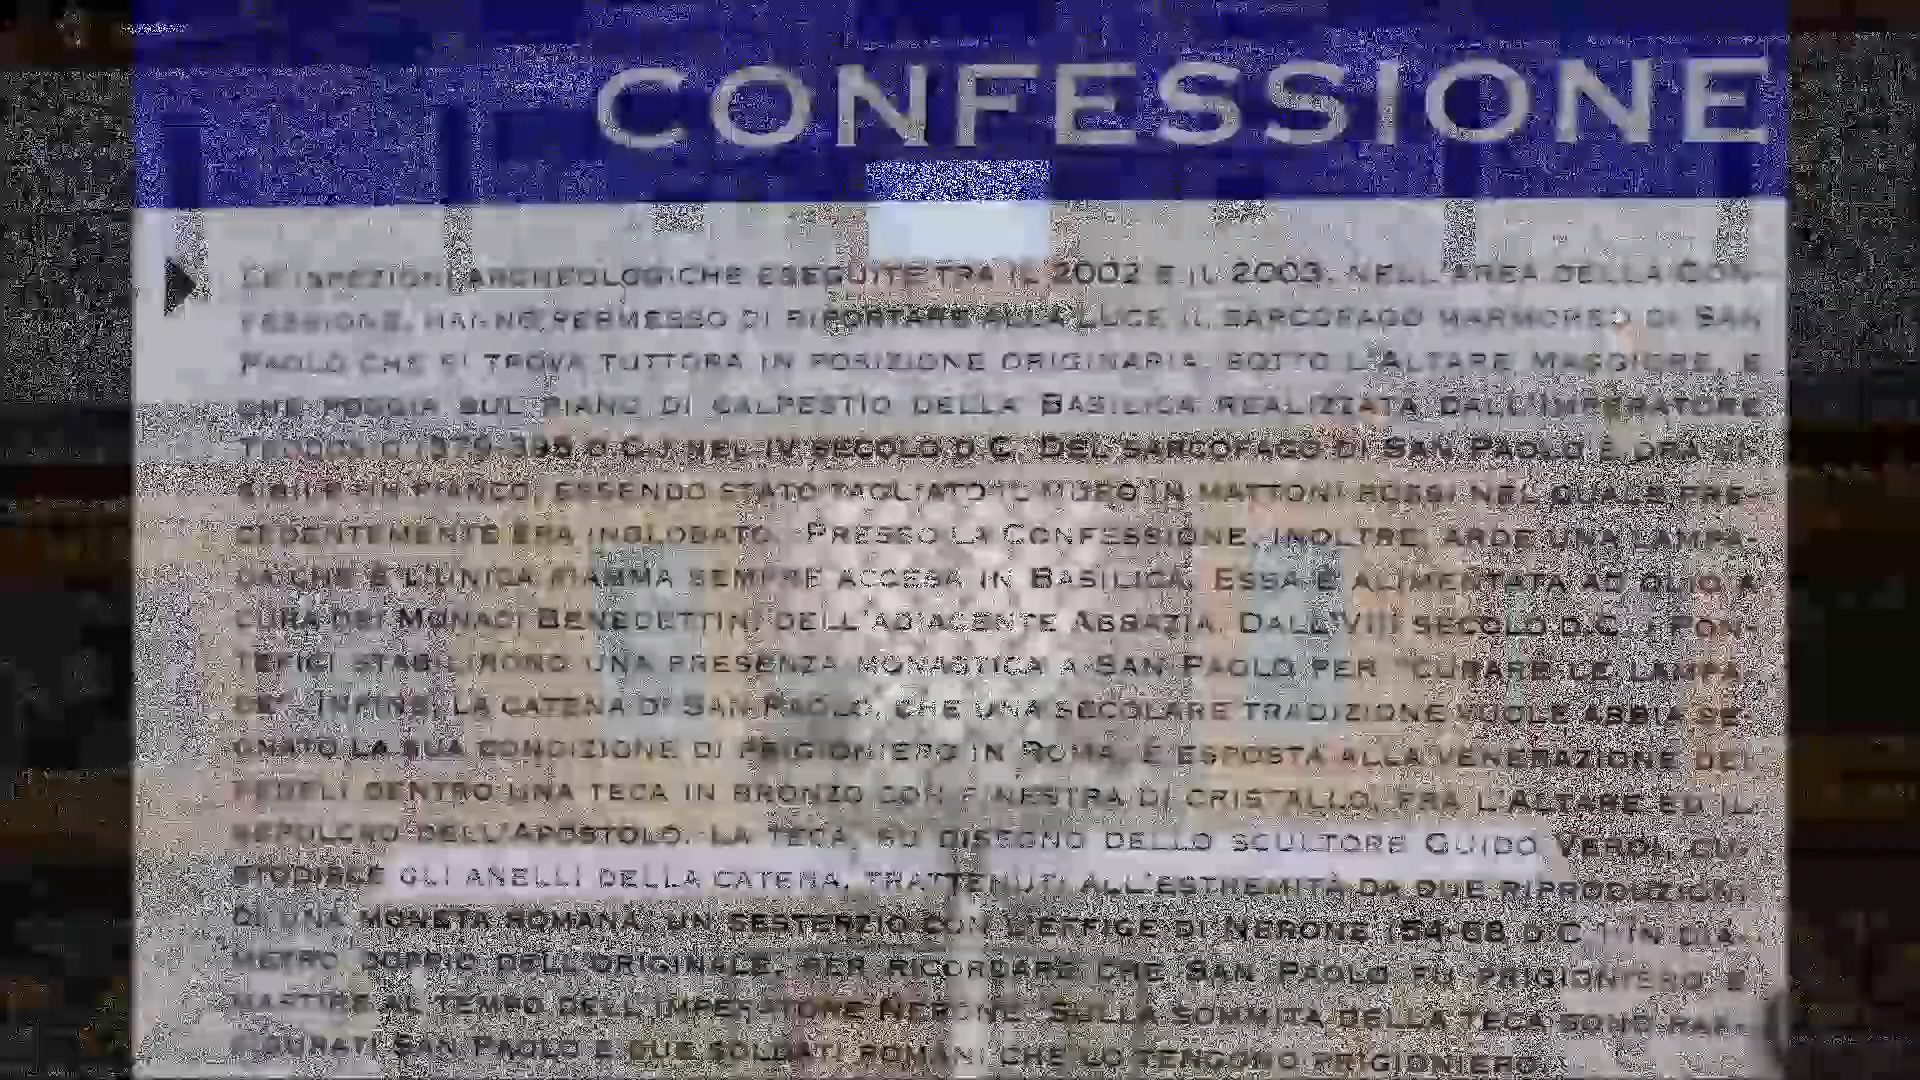 CONFESSIONE
LE ISPEZIONI ARCHEOLOGICHE ESEGUITE TRA IL 2002 E IL 2003, NELL'AREA DELLA CON-
FESSIONE, HANNO PERMESSO DI RIPORTARE ALLA LUCE IL SARCOFAGO MARMOREO DI SAN
PAOLO CHE SI TROVA TUTTORA IN POSIZIONE ORIGINARIA, SOTTO L'ALTARE MAGGIORE, E
CHE POGGIA SUL PIANO DI CALPESTIO DELLA BASILICA REALIZZATA DALL'IMPERATORE
TEODOSIO (379-395 D.C.) NEL IV SECOLO D.C. DEL SARCOFAGO DI SAN PAOLO È ORA VI-
SIBILE UN FIANCO, ESSENDO STATO TAGLIATO IL MURO IN MATTONI ROSSI NEL QUALE PRE-
CEDENTEMENTE ERA INGLOBATO. PRESSO LA CONFESSIONE, INOLTRE, ARDE UNA LAMPA-
DA CHE È L'UNICA FIAMMA SEMPRE ACCESA IN BASILICA. ESSA È ALIMENTATA AD OLIO A
CURA DEI MONACI BENEDETTINI DELL'ADIACENTE ABBAZIA. DALL'VIII SECOLO D.C. I PON-
TEFICI STABILIRONO UNA PRESENZA MONASTICA A SAN PAOLO PER "CURARE LE LAMPA-
DE". INFINE, LA CATENA DI SAN PAOLO, CHE UNA SECOLARE TRADIZIONE VUOLE ABBIA SE-
GNATO LA SUA CONDIZIONE DI PRIGIONIERO IN ROMA, È ESPOSTA ALLA VENERAZIONE DEI
FEDELI DENTRO UNA TECA IN BRONZO CON FINESTRA DI CRISTALLO, FRA L'ALTARE ED IL
SEPOLCRO DELL'APOSTOLO. LA TECA, SU DISEGNO DELLO SCULTORE GUIDO VEROI, CU-
STODISCE GLI ANELLI DELLA CATENA, TRATTENUTI ALL'ESTREMITÀ DA DUE RIPRODUZIONI
DI UNA MONETA ROMANA, UN SESTERZIO CON L'EFFIGE DI NERONE (54-68 D.C.) IN DIA-
METRO DOPPIO DELL'ORIGINALE, PER RICORDARE CHE SAN PAOLO FU PRIGIONIERO E
MARTIRE AL TEMPO DELL'IMPERATORE NERONE. SULLA SOMMITÀ DELLA TECA SONO RAF-
FIGURATI SAN PAOLO E DUE SOLDATI ROMANI CHE LO TENGONO PRIGIONIERO.